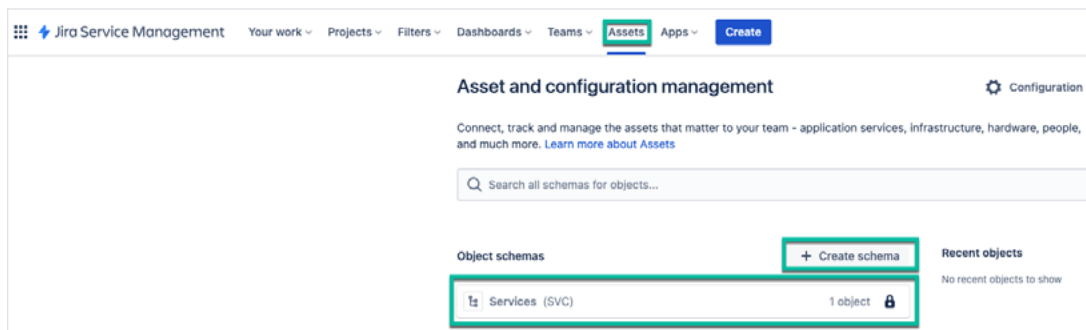 Jira Service Management Your work Projects Filters Dashboards Teams Assets Apps Create
Asset and configuration management
Configuration
Connect, track and manage the assets that matter to your team - application services, infrastructure, hardware, people,
and much more. Learn more about Assets
Search all schemas for objects...
Object schemas
+ Create schema
Services (SVC) 1 object
Recent objects
No recent objects to show